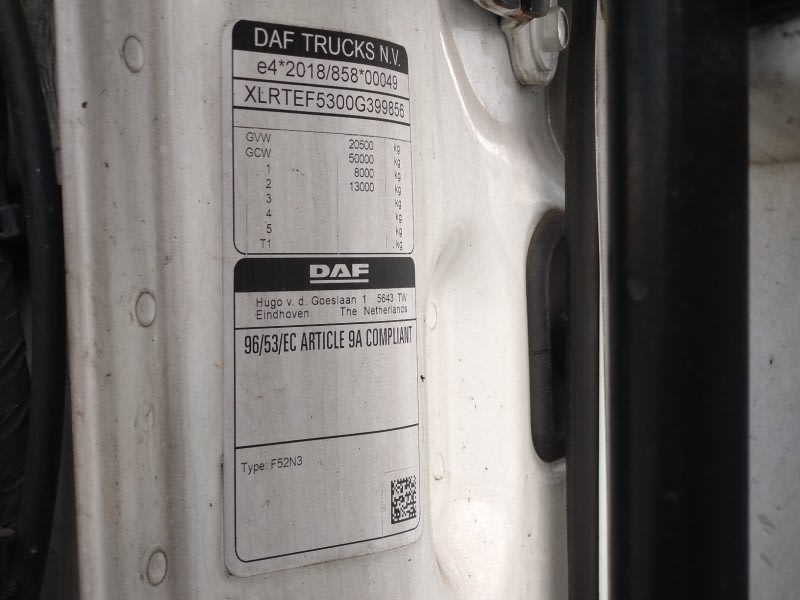 DAF TRUCKS N.V.
e4*2018/858*00049
XLRTEF5300G399856
GVW 20500 kg
GCW 50000 kg
1 8000 kg
2 13000 kg
3 kg
4 kg
5 kg
T1 kg
DAF
Hugo v. d. Goeslaan 1 5643 TW
Eindhoven The Netherlands
96/53/EC ARTICLE 9A COMPLIANT
Type: F52N3